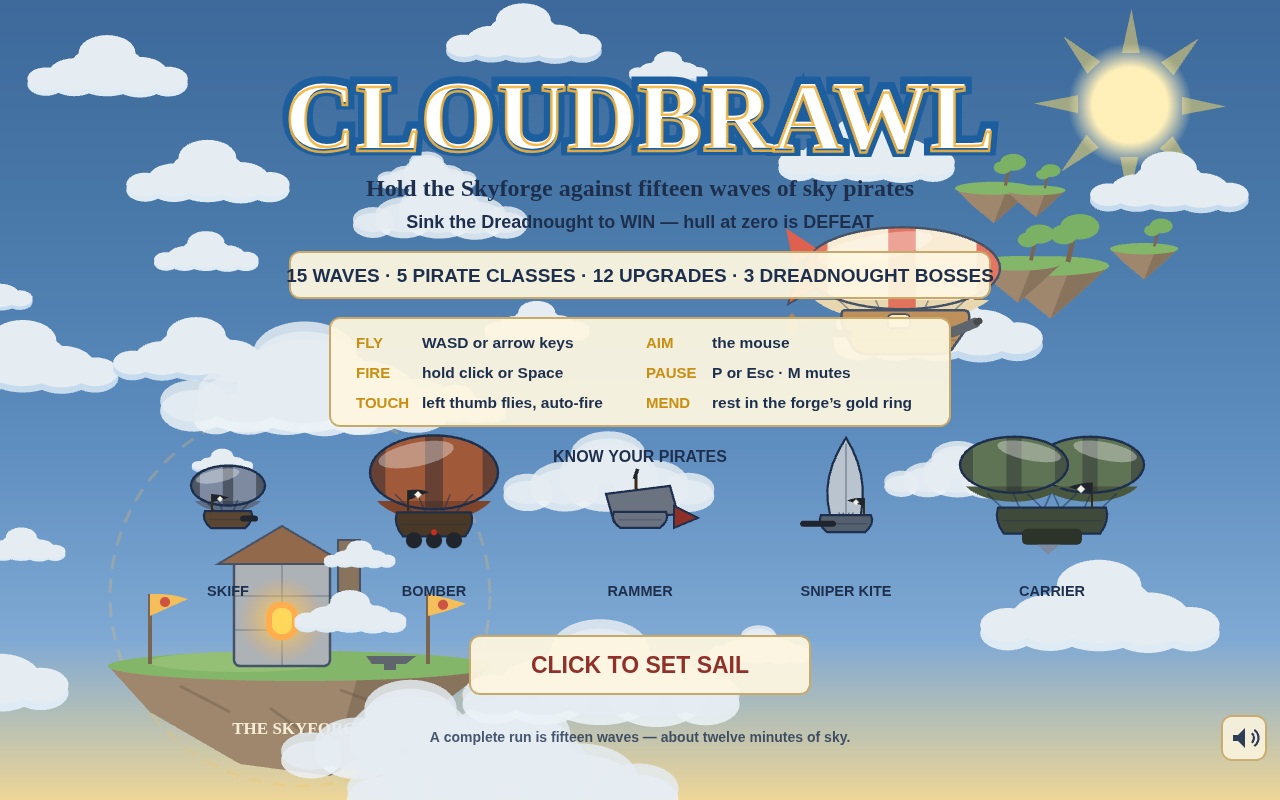 CLOUDBRAWL
Hold the Skyforge against fifteen waves of sky pirates
Sink the Dreadnought to WIN — hull at zero is DEFEAT
15 WAVES · 5 PIRATE CLASSES · 12 UPGRADES · 3 DREADNOUGHT BOSSES
FLY WASD or arrow keys AIM the mouse
FIRE hold click or Space PAUSE P or Esc · M mutes
TOUCH left thumb flies, auto-fire MEND rest in the forge’s gold ring
KNOW YOUR PIRATES
SKIFF BOMBER RAMMER SNIPER KITE CARRIER
CLICK TO SET SAIL
THE
A complete run is fifteen waves — about twelve minutes of sky.